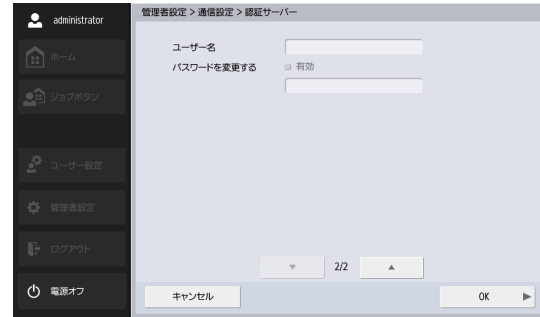 administrator
ホーム
ジョブボタン
ユーザー設定
管理者設定
ログアウト
電源オフ
管理者設定 > 通信設定 > 認証サーバー
ユーザー名
パスワードを変更する
有効
2/2
キャンセル
OK